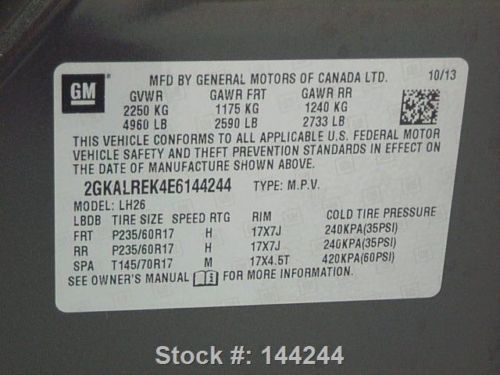 GM
MFD BY GENERAL MOTORS OF CANADA LTD. 10/13
GVWR GAWR FRT GAWR RR
2250 KG 1175 KG 1240 KG
4960 LB 2590 LB 2733 LB
THIS VEHICLE CONFORMS TO ALL APPLICABLE U.S. FEDERAL MOTOR
VEHICLE SAFETY AND THEFT PREVENTION STANDARDS IN EFFECT ON
THE DATE OF MANUFACTURE SHOWN ABOVE.
2GKALREK4E6144244 TYPE: M.P.V.
MODEL: LH26
LBDB TIRE SIZE SPEED RTG RIM COLD TIRE PRESSURE
FRT P235/60R17 H 17X7J 240KPA(35PSI)
RR P235/60R17 H 17X7J 240KPA(35PSI)
SPA T145/70R17 M 17X4.5T 420KPA(60PSI)
SEE OWNER'S MANUAL FOR MORE INFORMATION.
Stock #: 144244